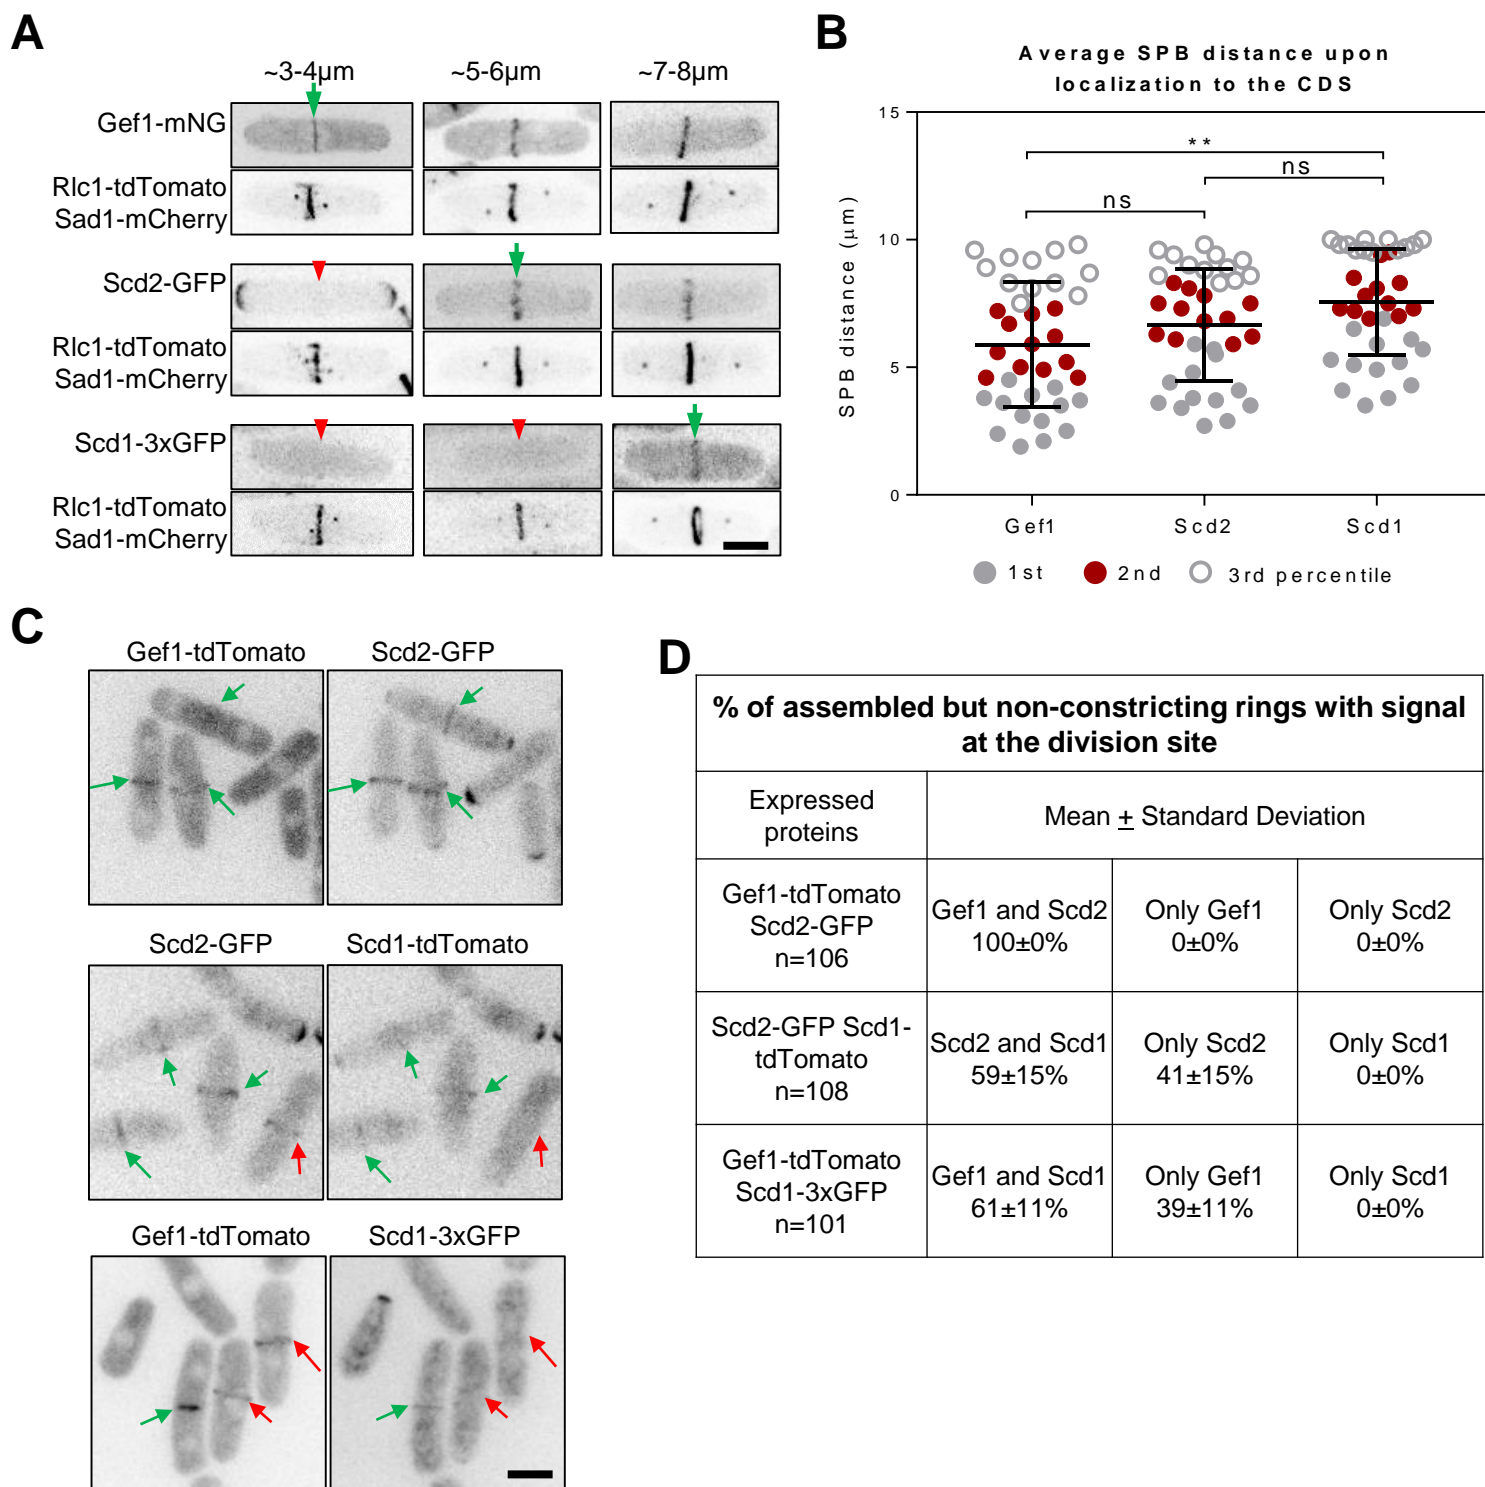 A
~3-4µm ~5-6µm ~7-8µm
Gef1-mNG
Rlc1-tdTomato
Sad1-mCherry
Scd2-GFP
Rlc1-tdTomato
Sad1-mCherry
Scd1-3xGFP
Rlc1-tdTomato
Sad1-mCherry
B
Average SPB distance upon
localization to the CDS
SPB distance (µm)
15
10
5
0
**
ns
ns
Gef1 Scd2 Scd1
1st 2nd 3rd percentile
C
Gef1-tdTomato Scd2-GFP
Scd2-GFP Scd1-tdTomato
Gef1-tdTomato Scd1-3xGFP
D
% of assembled but non-constricting rings with signal
at the division site
Expressed
proteins
Mean ± Standard Deviation
Gef1-tdTomato
Scd2-GFP
n=106
Gef1 and Scd2
100±0%
Only Gef1
0±0%
Only Scd2
0±0%
Scd2-GFP Scd1-
tdTomato
n=108
Scd2 and Scd1
59±15%
Only Scd2
41±15%
Only Scd1
0±0%
Gef1-tdTomato
Scd1-3xGFP
n=101
Gef1 and Scd1
61±11%
Only Gef1
39±11%
Only Scd1
0±0%